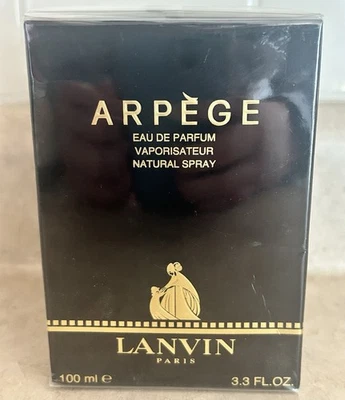 ARPÈGE
EAU DE PARFUM
VAPORISATEUR
NATURAL SPRAY
LANVIN
PARIS
100 ml ℮ 3.3 FL.OZ.